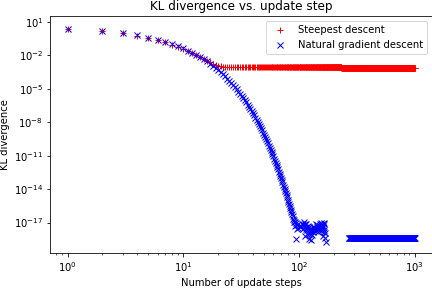 KL divergence vs. update step
Steepest descent
Natural gradient descent
KL divergence
10^1
10^-2
10^-5
10^-8
10^-11
10^-14
10^-17
10^0
10^1
10^2
10^3
Number of update steps